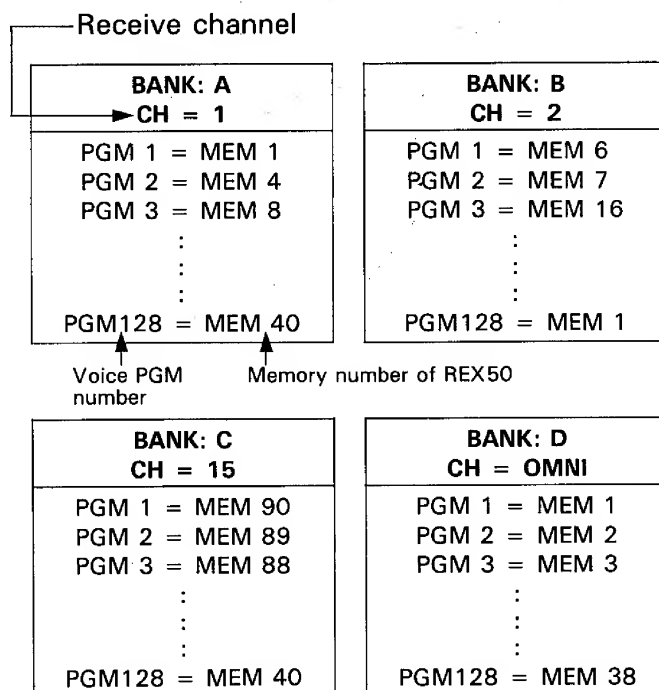 Receive channel
BANK: A
CH = 1
PGM 1 = MEM 1
PGM 2 = MEM 4
PGM 3 = MEM 8
:
:
:
PGM128 = MEM 40
BANK: B
CH = 2
PGM 1 = MEM 6
PGM 2 = MEM 7
PGM 3 = MEM 16
:
:
:
PGM128 = MEM 1
Voice PGM
number
Memory number of REX50
BANK: C
CH = 15
PGM 1 = MEM 90
PGM 2 = MEM 89
PGM 3 = MEM 88
:
:
:
PGM128 = MEM 40
BANK: D
CH = OMNI
PGM 1 = MEM 1
PGM 2 = MEM 2
PGM 3 = MEM 3
:
:
:
PGM128 = MEM 38